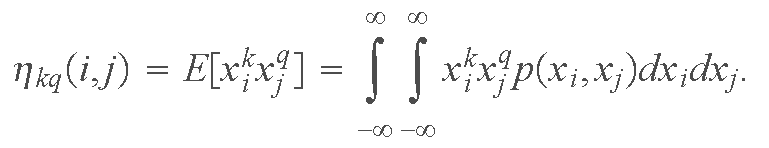 η_{kq}(i,j) = E[x_i^k x_j^q] = ∫_{-∞}^{∞} ∫_{-∞}^{∞} x_i^k x_j^q p(x_i, x_j)dx_i dx_j.